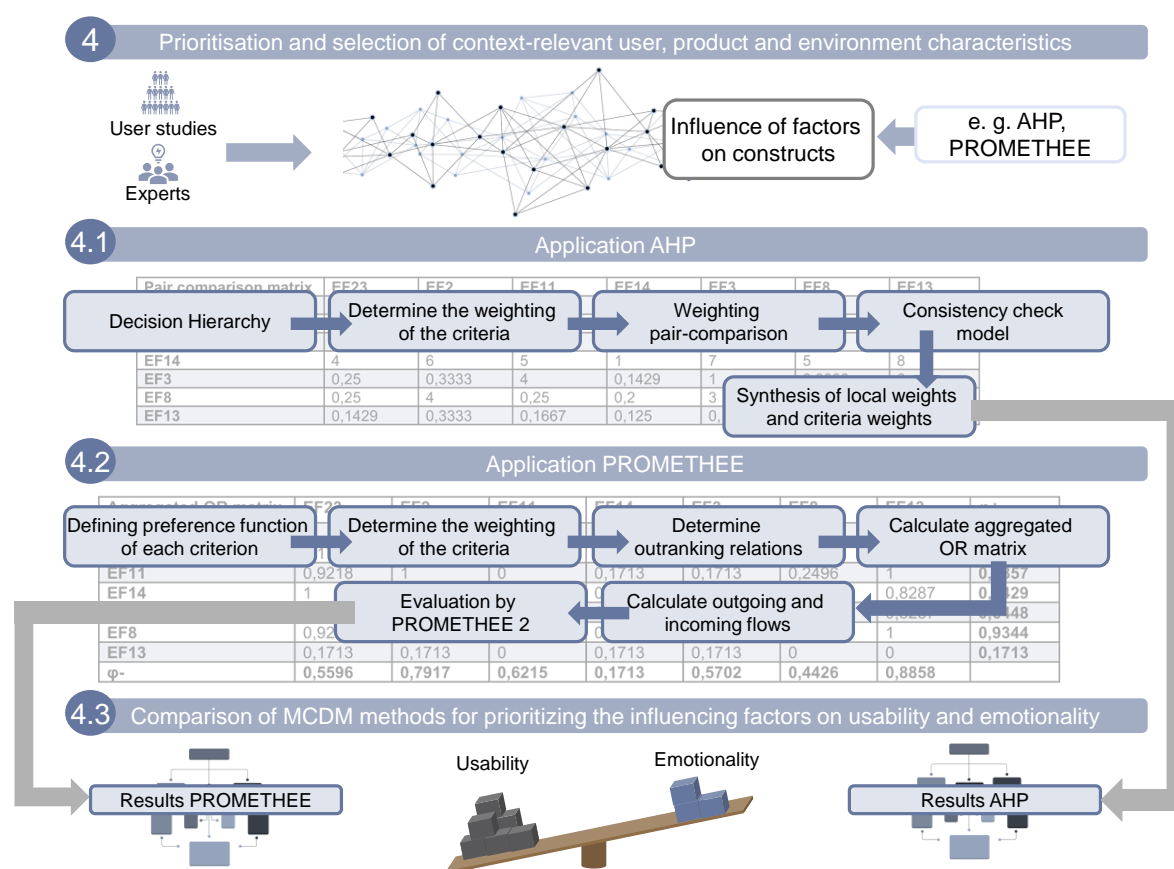 4 Prioritisation and selection of context-relevant user, product and environment characteristics
User studies
Experts
Influence of factors
on constructs
e. g. AHP,
PROMETHEE
4.1 Application AHP
Pair comparison matrix EF23 EF2 EF11 EF14 EF3 EF8 EF13
Decision Hierarchy
Determine the weighting
of the criteria
Weighting
pair-comparison
Consistency check
model
EF14 4 6 5 1 7 5 8
EF3 0,25 0,3333 4 0,1429 1
EF8 0,25 4 0,25 0,2 3
EF13 0,1429 0,3333 0,1667 0,125
Synthesis of local weights
and criteria weights
4.2 Application PROMETHEE
Aggregated OR matrix EF23 EF2 EF11 EF14 EF3 EF8 EF13
Defining preference function
of each criterion
Determine the weighting
of the criteria
Determine
outranking relations
Calculate aggregated
OR matrix
EF11 0,9218 1 0 0,1713 0,1713 0,2496 1
EF14 1 0,8287
Evaluation by
PROMETHEE 2
Calculate outgoing and
incoming flows
EF8 1 0,9344
EF13 0,1713 0,1713 0 0,1713 0,1713 0 0 0,1713
φ- 0,5596 0,7917 0,6215 0,1713 0,5702 0,4426 0,8858
4.3 Comparison of MCDM methods for prioritizing the influencing factors on usability and emotionality
Usability
Emotionality
Results PROMETHEE
Results AHP